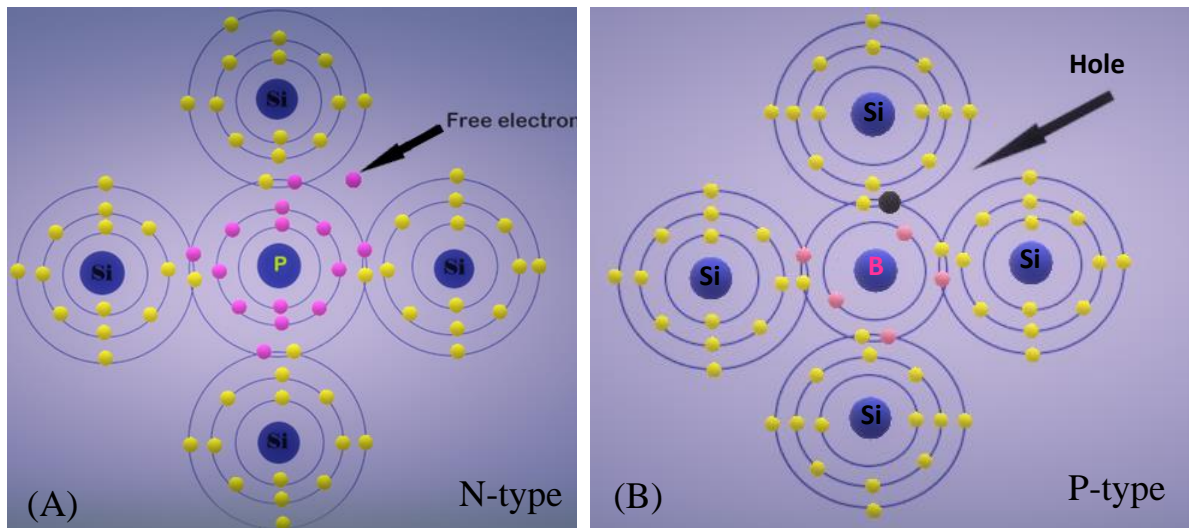 Si
Free electron
Si
P
Si
Si
(A)
N-type
Hole
Si
Si
B
Si
Si
(B)
P-type